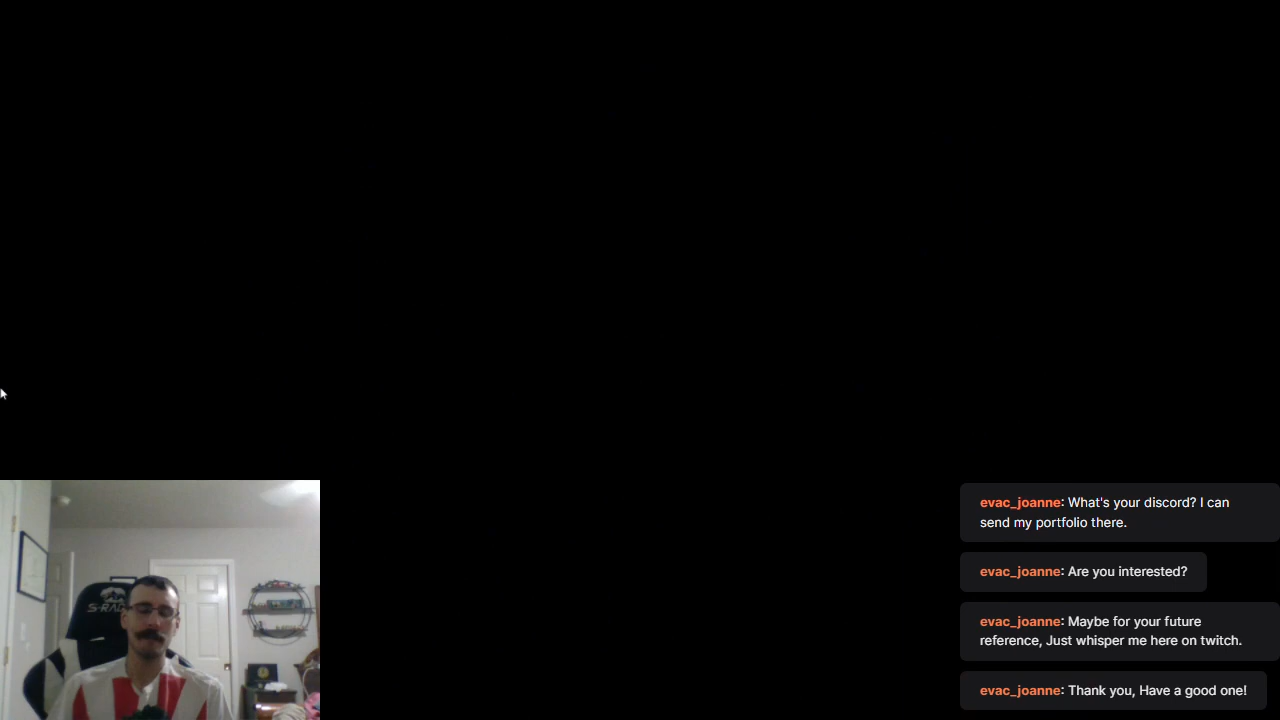 evac_joanne: What's your discord? I can
send my portfolio there.
evac_joanne: Are you interested?
evac_joanne: Maybe for your future
reference, Just whisper me here on twitch.
evac_joanne: Thank you, Have a good one!